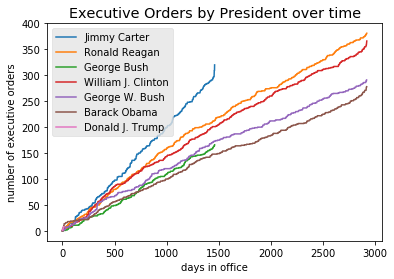 Executive Orders by President over time
number of executive orders
400
350
300
250
200
150
100
50
0
Jimmy Carter
Ronald Reagan
George Bush
William J. Clinton
George W. Bush
Barack Obama
Donald J. Trump
0 500 1000 1500 2000 2500 3000
days in office